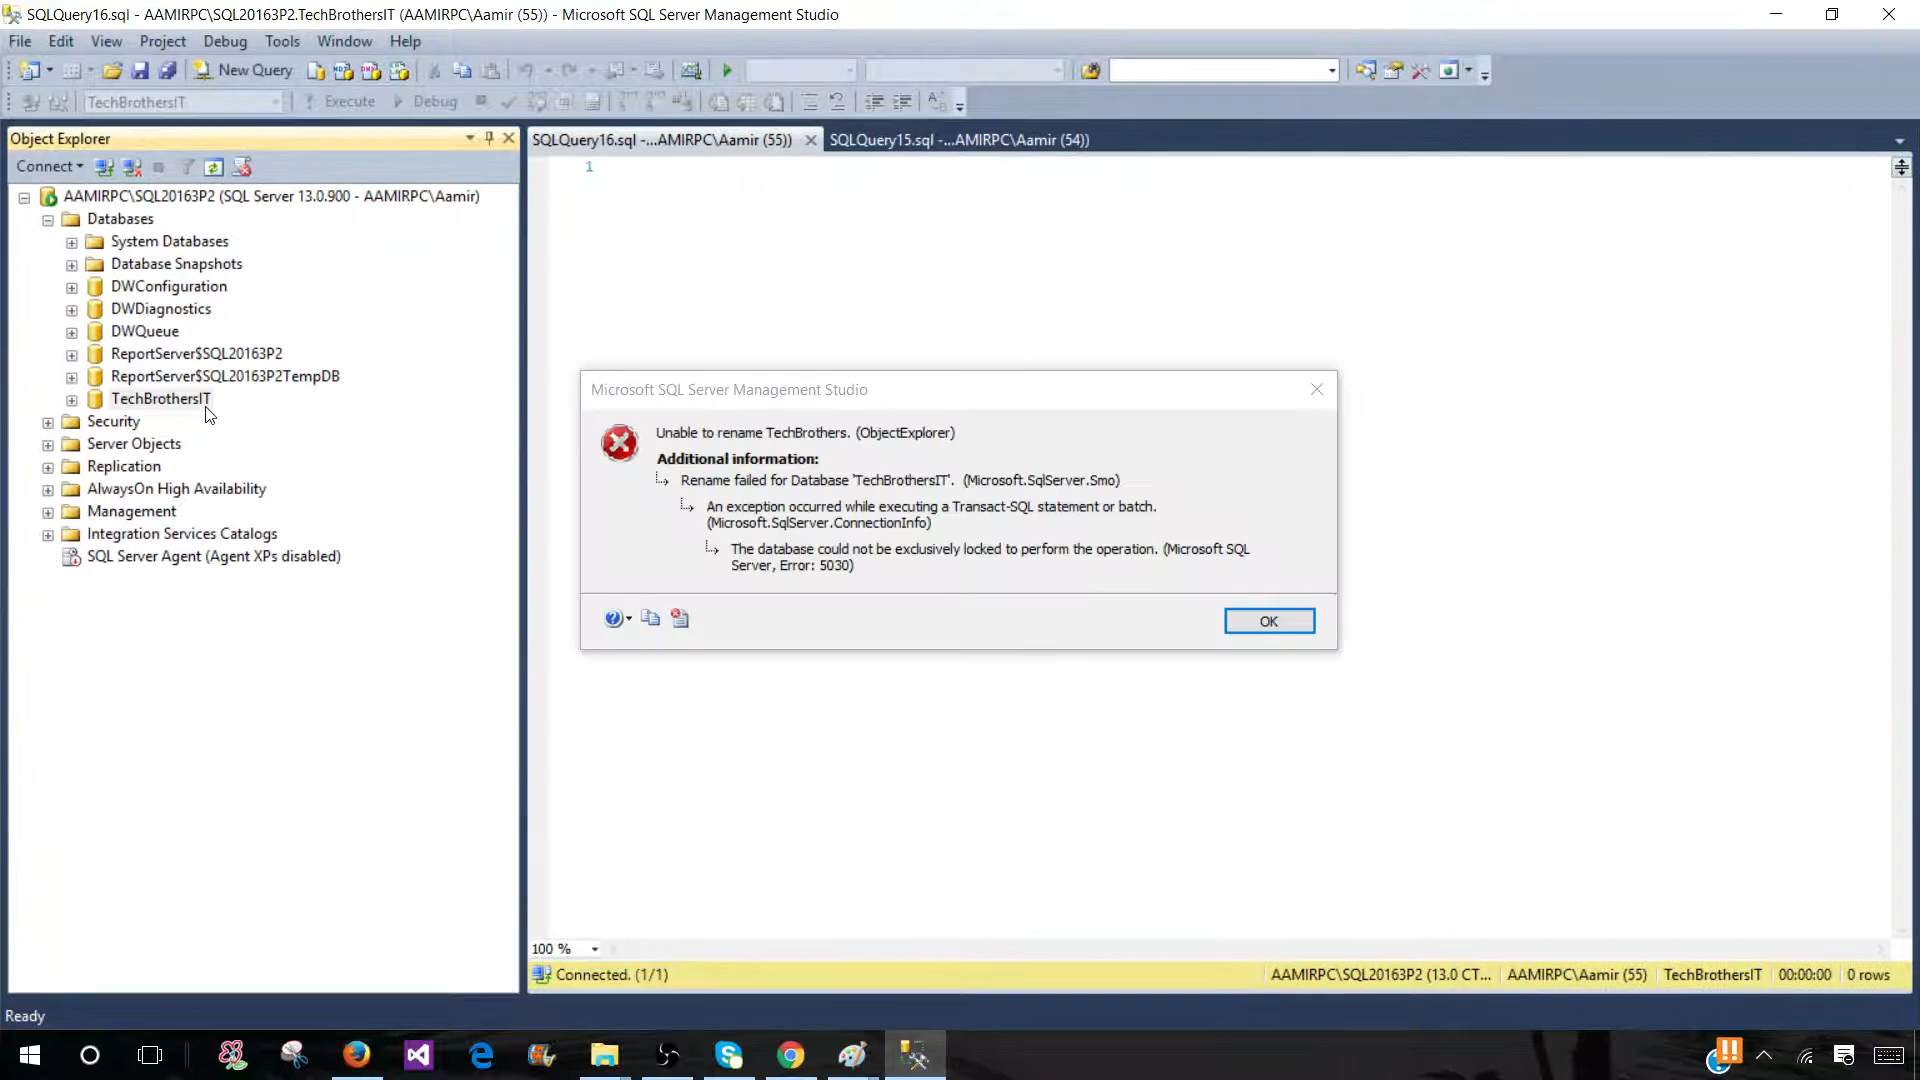 SQLQuery16.sql - AAMIRPC\SQL20163P2.TechBrothersIT (AAMIRPC\Aamir (55)) - Microsoft SQL Server Management Studio
File Edit View Project Debug Tools Window Help
New Query
TechBrothersIT
Execute
Debug
Object Explorer
SQLQuery16.sql -...AMIRPC\Aamir (55))
SQLQuery15.sql -...AMIRPC\Aamir (54))
Connect
1
AAMIRPC\SQL20163P2 (SQL Server 13.0.900 - AAMIRPC\Aamir)
Databases
System Databases
Database Snapshots
DWConfiguration
DWDiagnostics
DWQueue
ReportServer$SQL20163P2
ReportServer$SQL20163P2TempDB
TechBrothersIT
Security
Server Objects
Replication
AlwaysOn High Availability
Management
Integration Services Catalogs
SQL Server Agent (Agent XPs disabled)
Microsoft SQL Server Management Studio
Unable to rename TechBrothers. (ObjectExplorer)
Additional information:
Rename failed for Database 'TechBrothersIT'. (Microsoft.SqlServer.Smo)
An exception occurred while executing a Transact-SQL statement or batch.
(Microsoft.SqlServer.ConnectionInfo)
The database could not be exclusively locked to perform the operation. (Microsoft SQL
Server, Error: 5030)
OK
100 %
Connected. (1/1)
AAMIRPC\SQL20163P2 (13.0 CT...
AAMIRPC\Aamir (55)
TechBrothersIT
00:00:00
0 rows
Ready